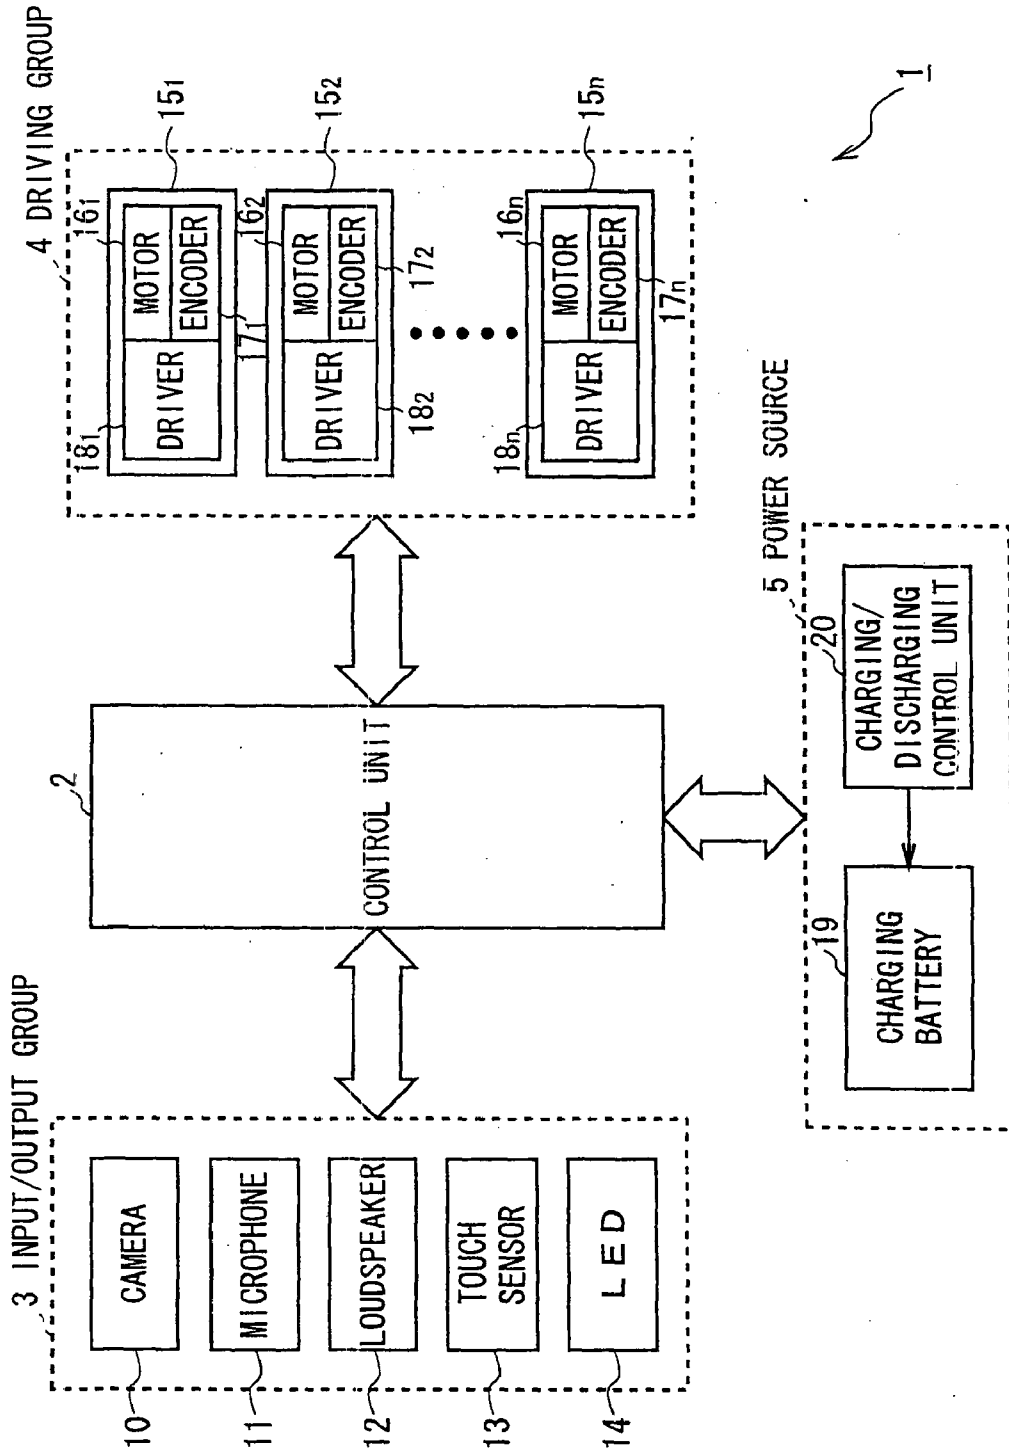 3 INPUT/OUTPUT GROUP
10
CAMERA
11
MICROPHONE
12
LOUDSPEAKER
13
TOUCH
SENSOR
14
LED
2
CONTROL UNIT
4 DRIVING GROUP
18₁
DRIVER
16₁
MOTOR
ENCODER
17₁
15₁
16₂
MOTOR
ENCODER
17₂
DRIVER
18₂
15₂
18n
DRIVER
16n
MOTOR
ENCODER
17n
15n
5 POWER SOURCE
19
CHARGING
BATTERY
20
CHARGING/
DISCHARGING
CONTROL UNIT
1